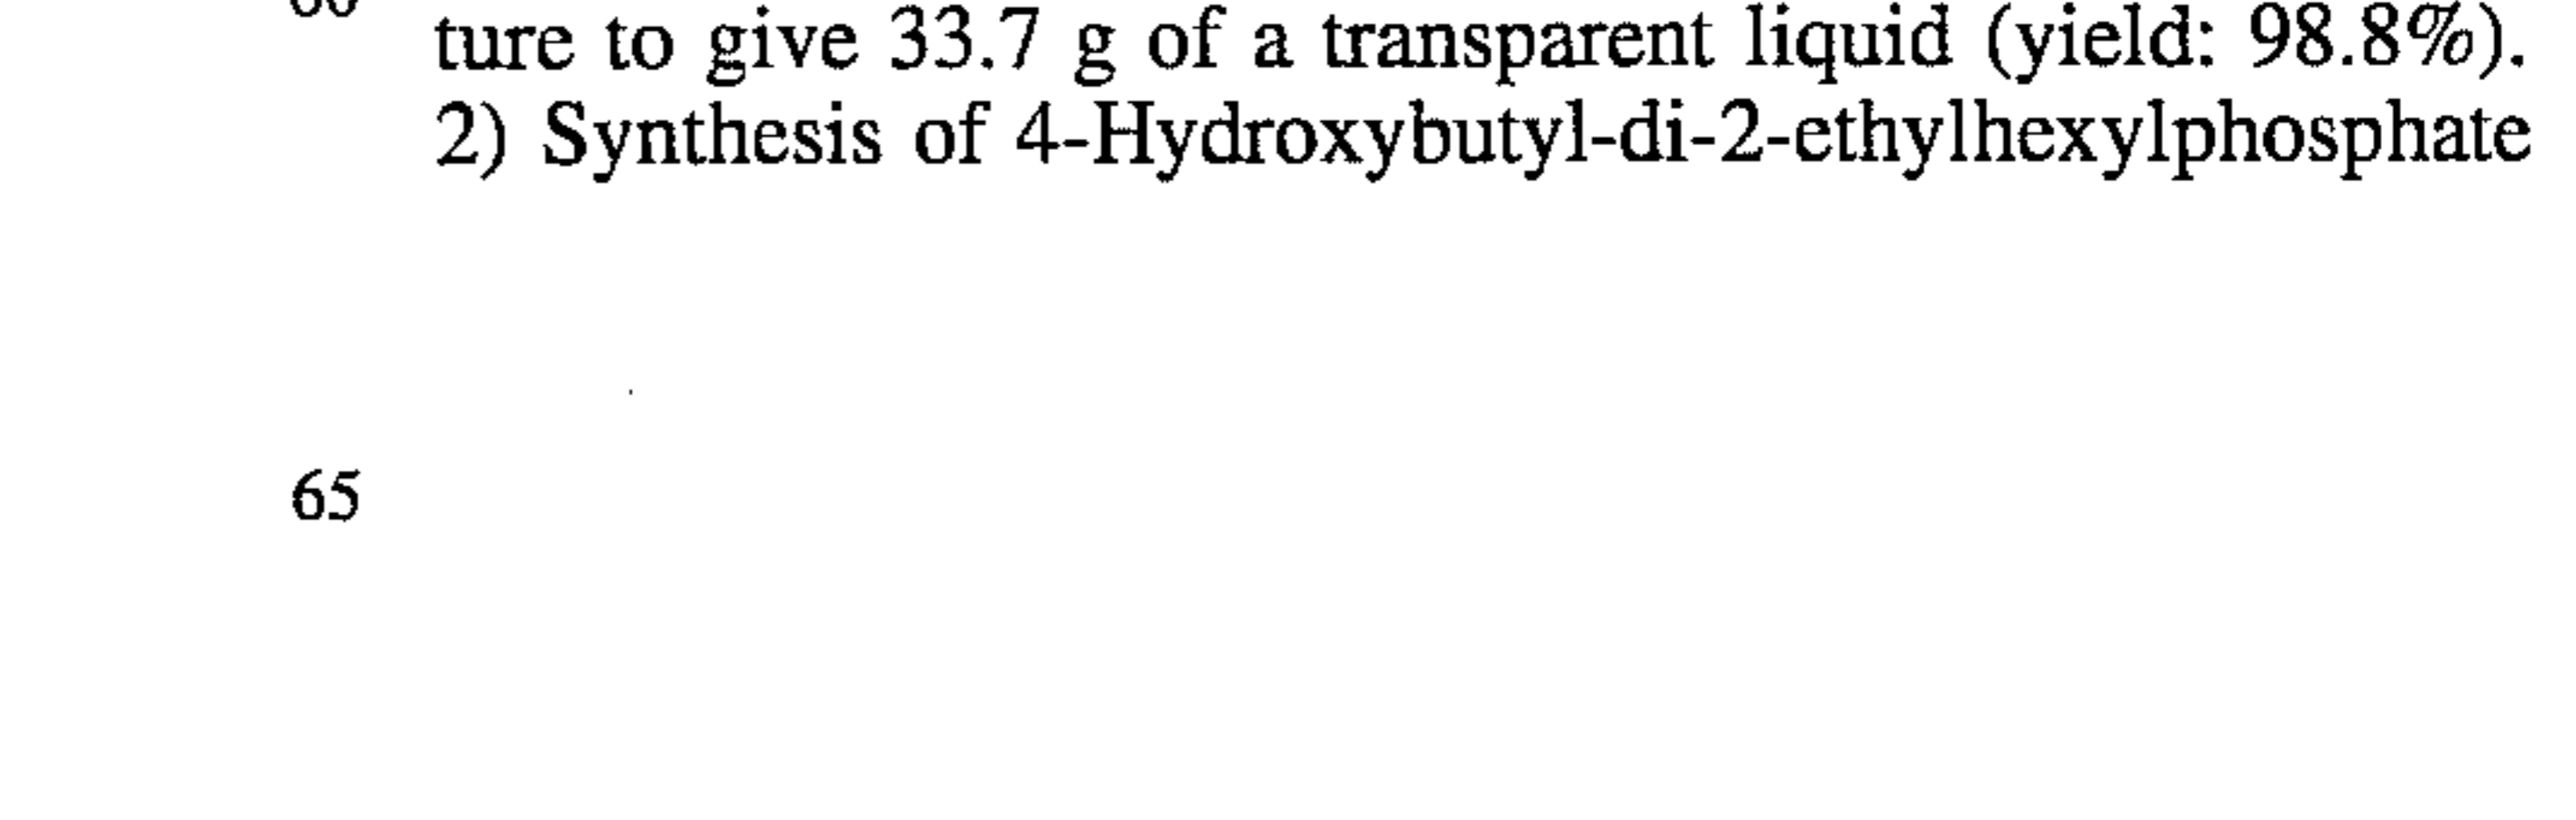 ture to give 33.7 g of a transparent liquid (yield: 98.8%).
2) Synthesis of 4-Hydroxybutyl-di-2-ethylhexylphosphate
65